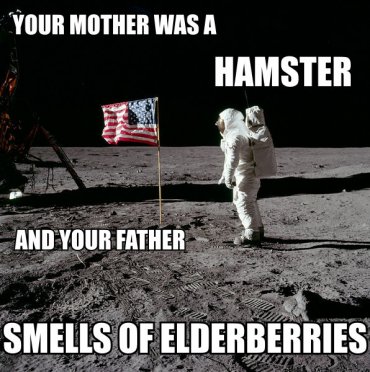 YOUR MOTHER WAS A
HAMSTER
AND YOUR FATHER
SMELLS OF ELDERBERRIES